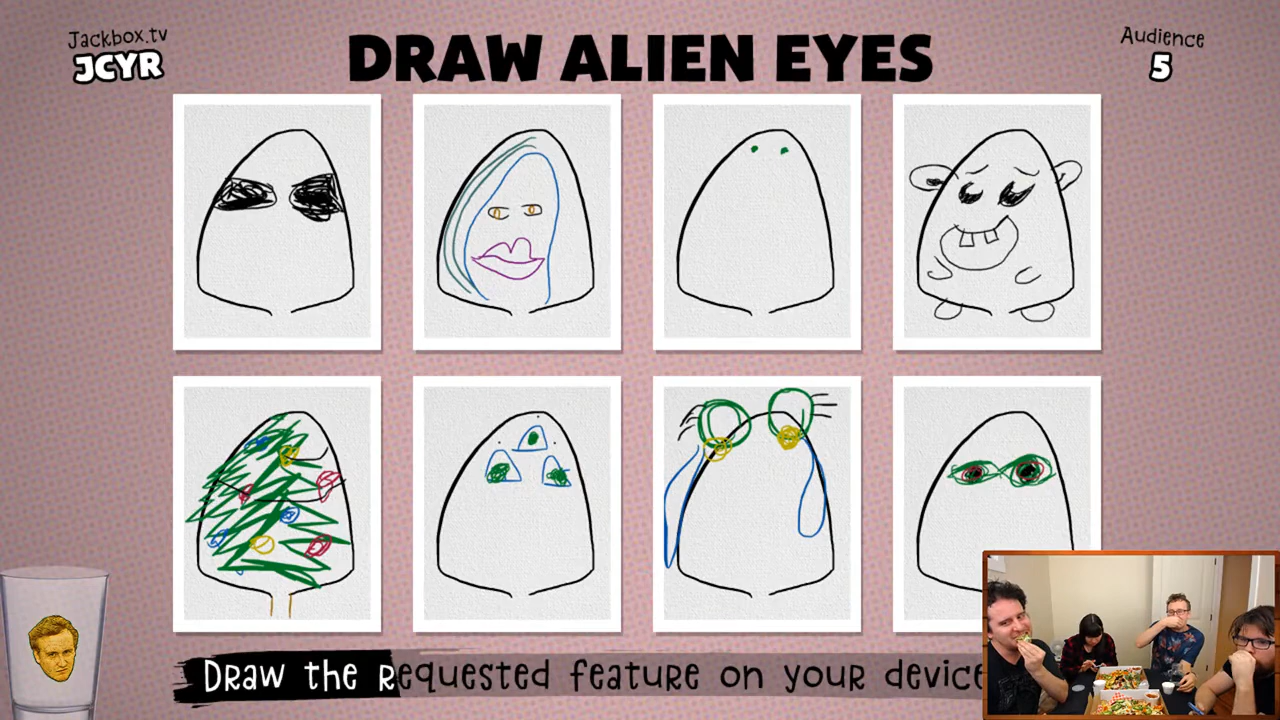 Jackbox.tv
JCYR
DRAW ALIEN EYES
Audience
5
Draw the requested feature on your device